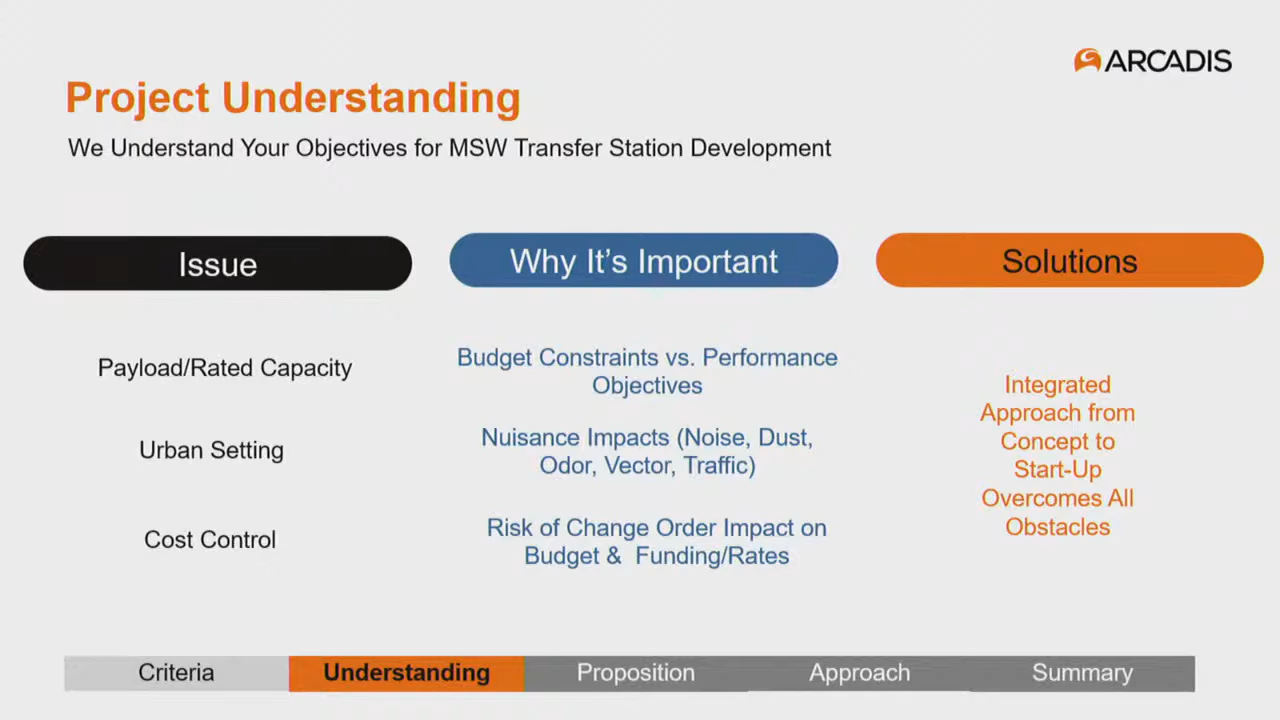 ARCADIS
Project Understanding
We Understand Your Objectives for MSW Transfer Station Development
Issue
Why It’s Important
Solutions
Payload/Rated Capacity
Budget Constraints vs. Performance
Objectives
Urban Setting
Nuisance Impacts (Noise, Dust,
Odor, Vector, Traffic)
Cost Control
Risk of Change Order Impact on
Budget & Funding/Rates
Integrated
Approach from
Concept to
Start-Up
Overcomes All
Obstacles
Criteria
Understanding
Proposition
Approach
Summary